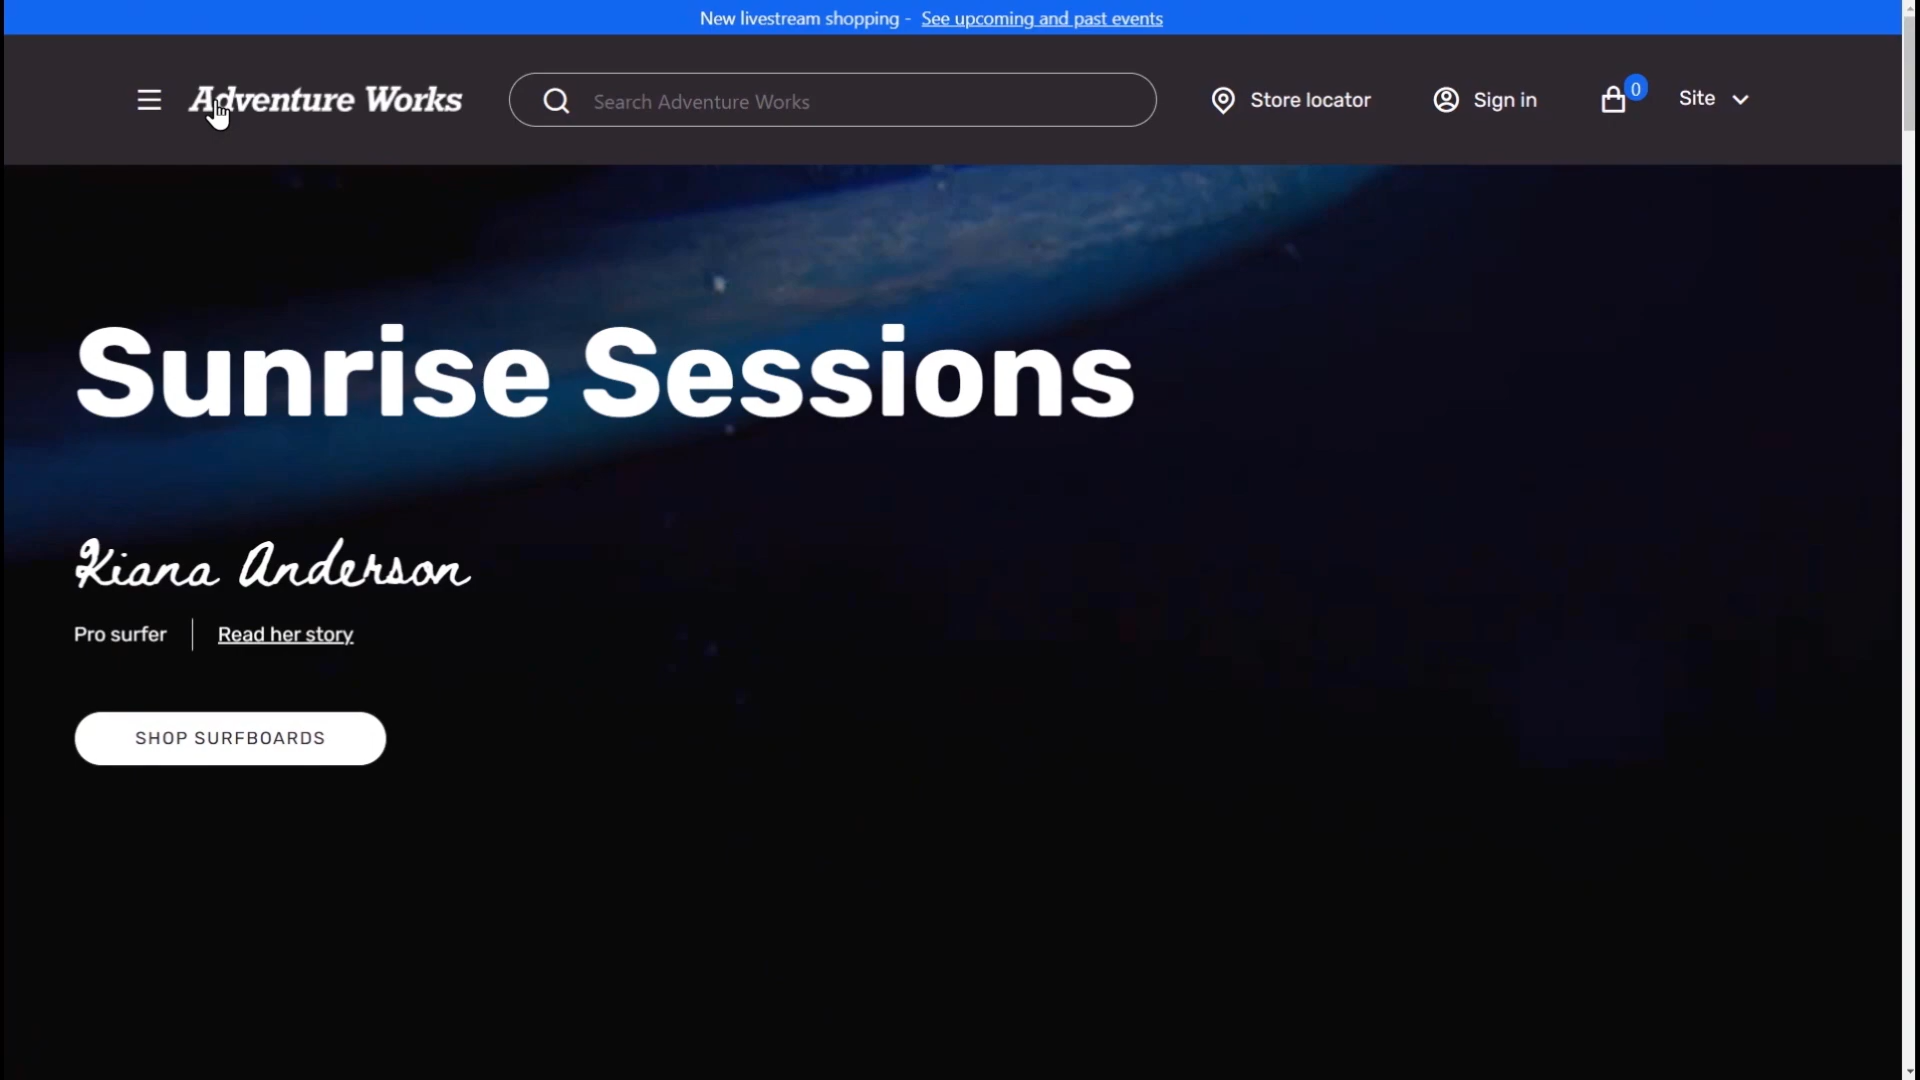 New livestream shopping - See upcoming and past events
Adventure Works
Search Adventure Works
Store locator
Sign in
0
Site
Sunrise Sessions
Kiana Anderson
Pro surfer
Read her story
SHOP SURFBOARDS